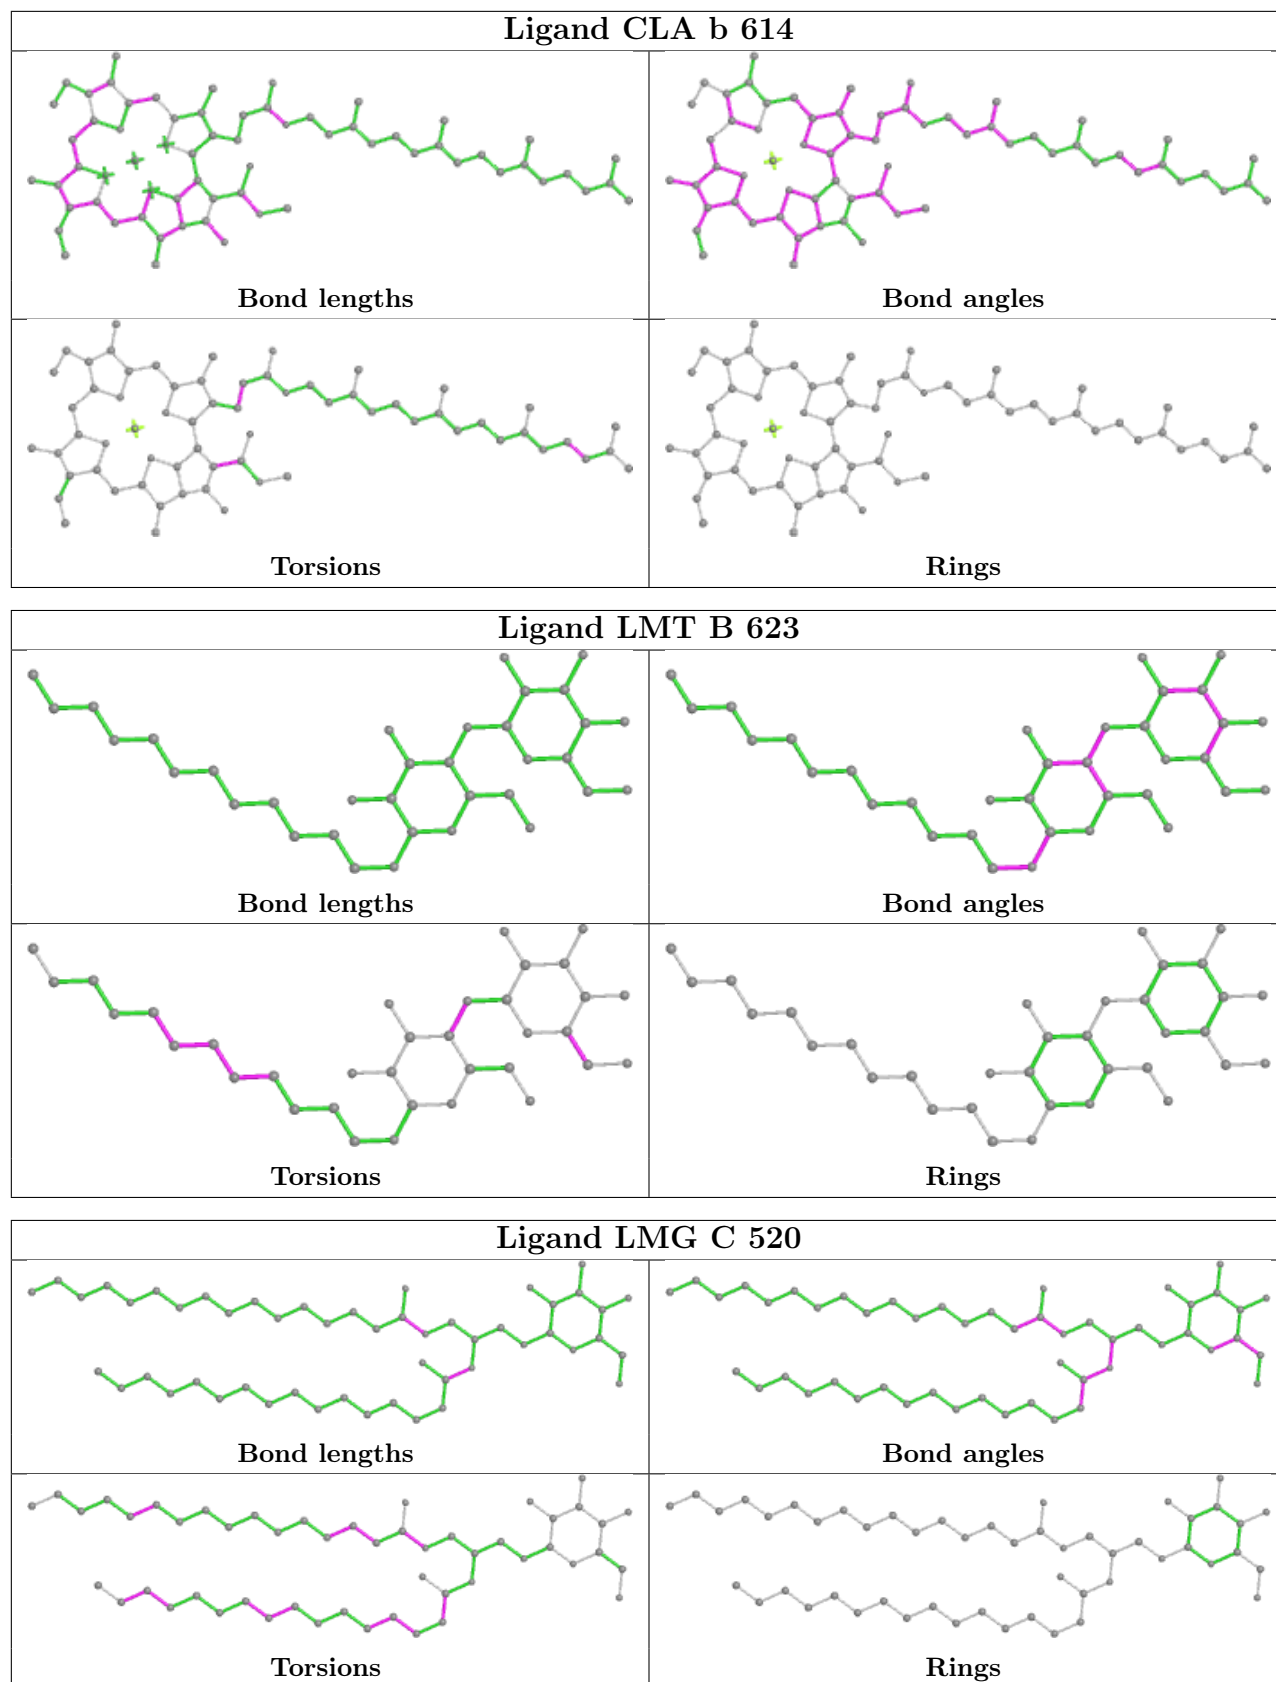 Ligand CLA b 614
Bond lengths
Bond angles
Torsions
Rings
Ligand LMT B 623
Bond lengths
Bond angles
Torsions
Rings
Ligand LMG C 520
Bond lengths
Bond angles
Torsions
Rings